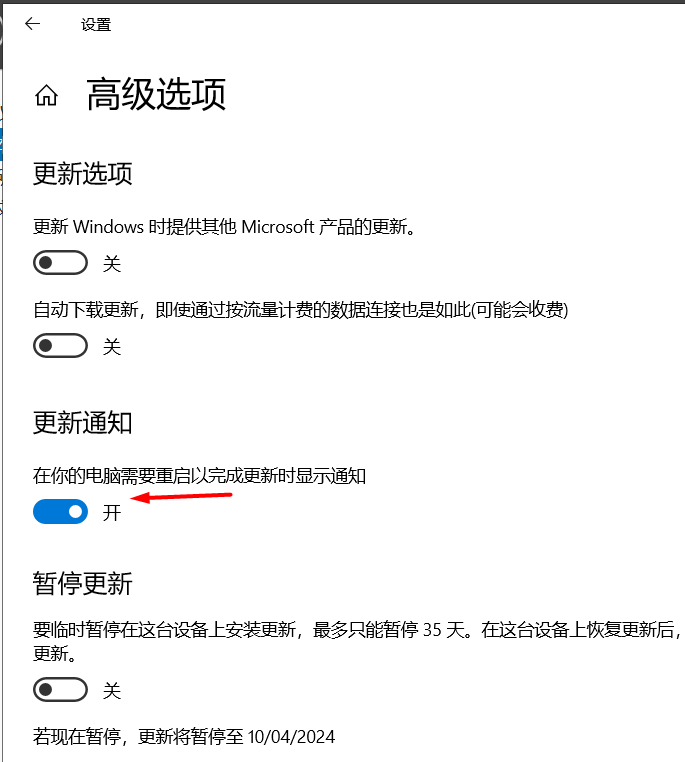 设置
高级选项
更新选项
更新 Windows 时提供其他 Microsoft 产品的更新。
关
自动下载更新，即使通过按流量计费的数据连接也是如此(可能会收费)
关
更新通知
在你的电脑需要重启以完成更新时显示通知
开
暂停更新
要临时暂停在这台设备上安装更新，最多只能暂停 35 天。在这台设备上恢复更新后，
更新。
关
若现在暂停，更新将暂停至 10/04/2024